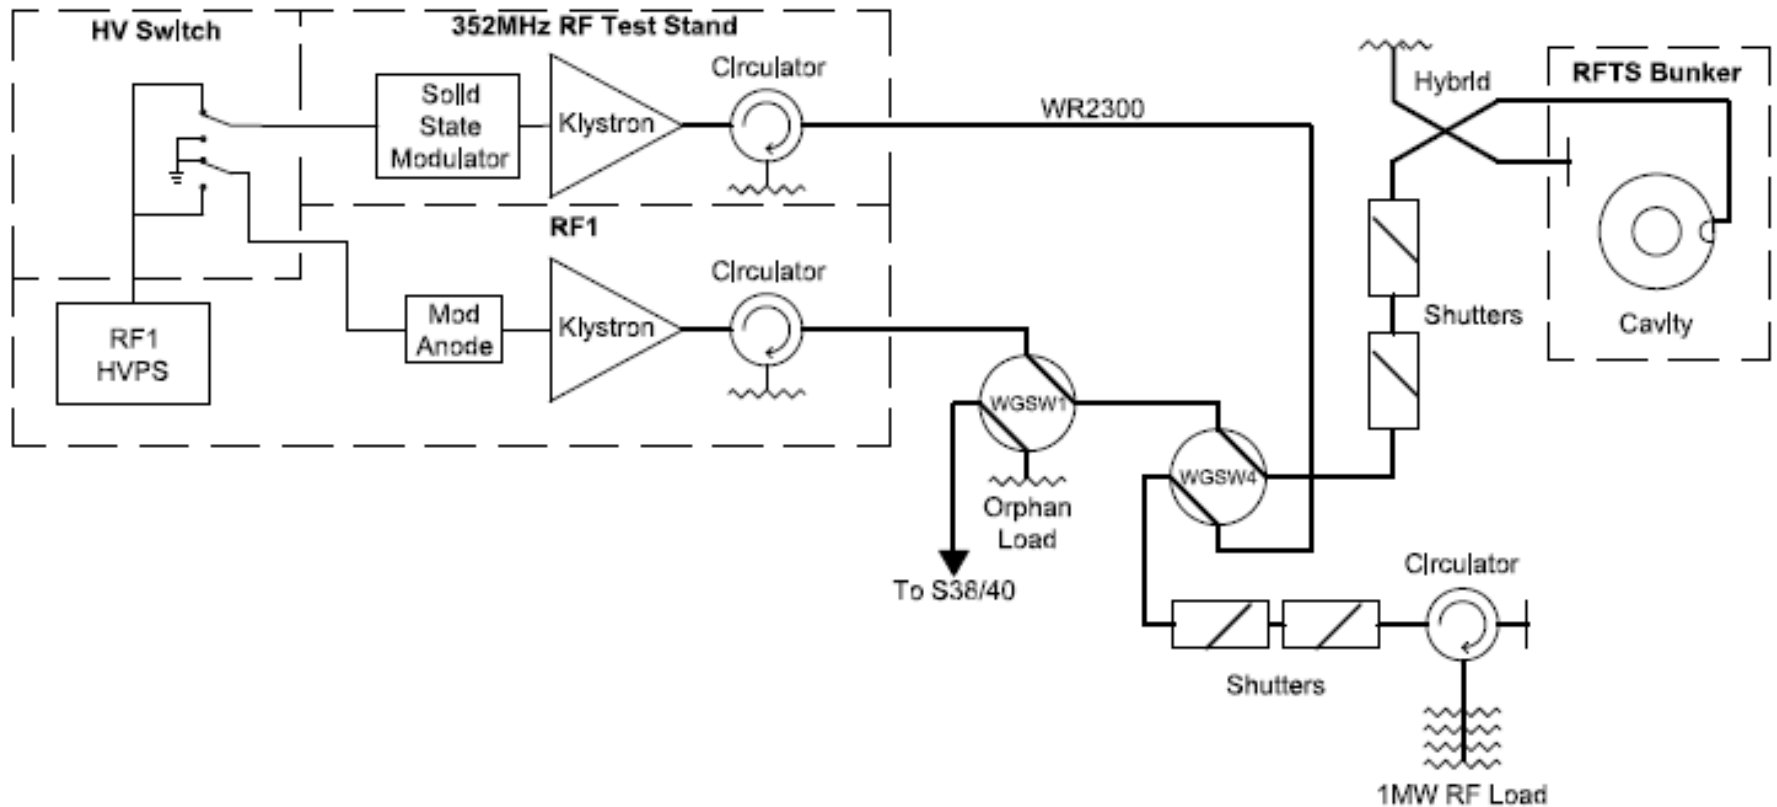 HV Switch
352MHz RF Test Stand
Circulator
Solid
State
Modulator
Klystron
WR2300
Hybrid
RFTS Bunker
RF1
Circulator
RF1
HVPS
Mod
Anode
Klystron
Shutters
Cavity
WGSW1
WGSW4
Orphan
Load
To S38/40
Circulator
Shutters
1MW RF Load